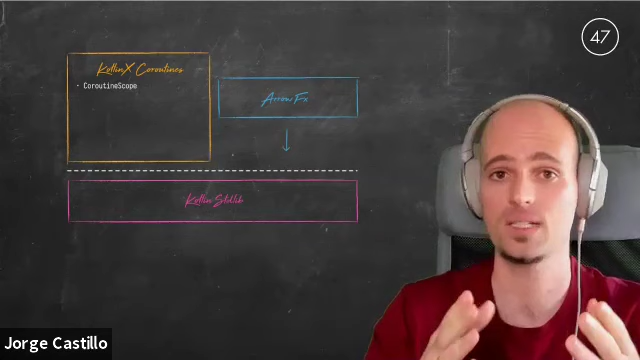 47
KotlinX Coroutines
- CoroutineScope
Arrow Fx
Kotlin Stdlib
Jorge Castillo